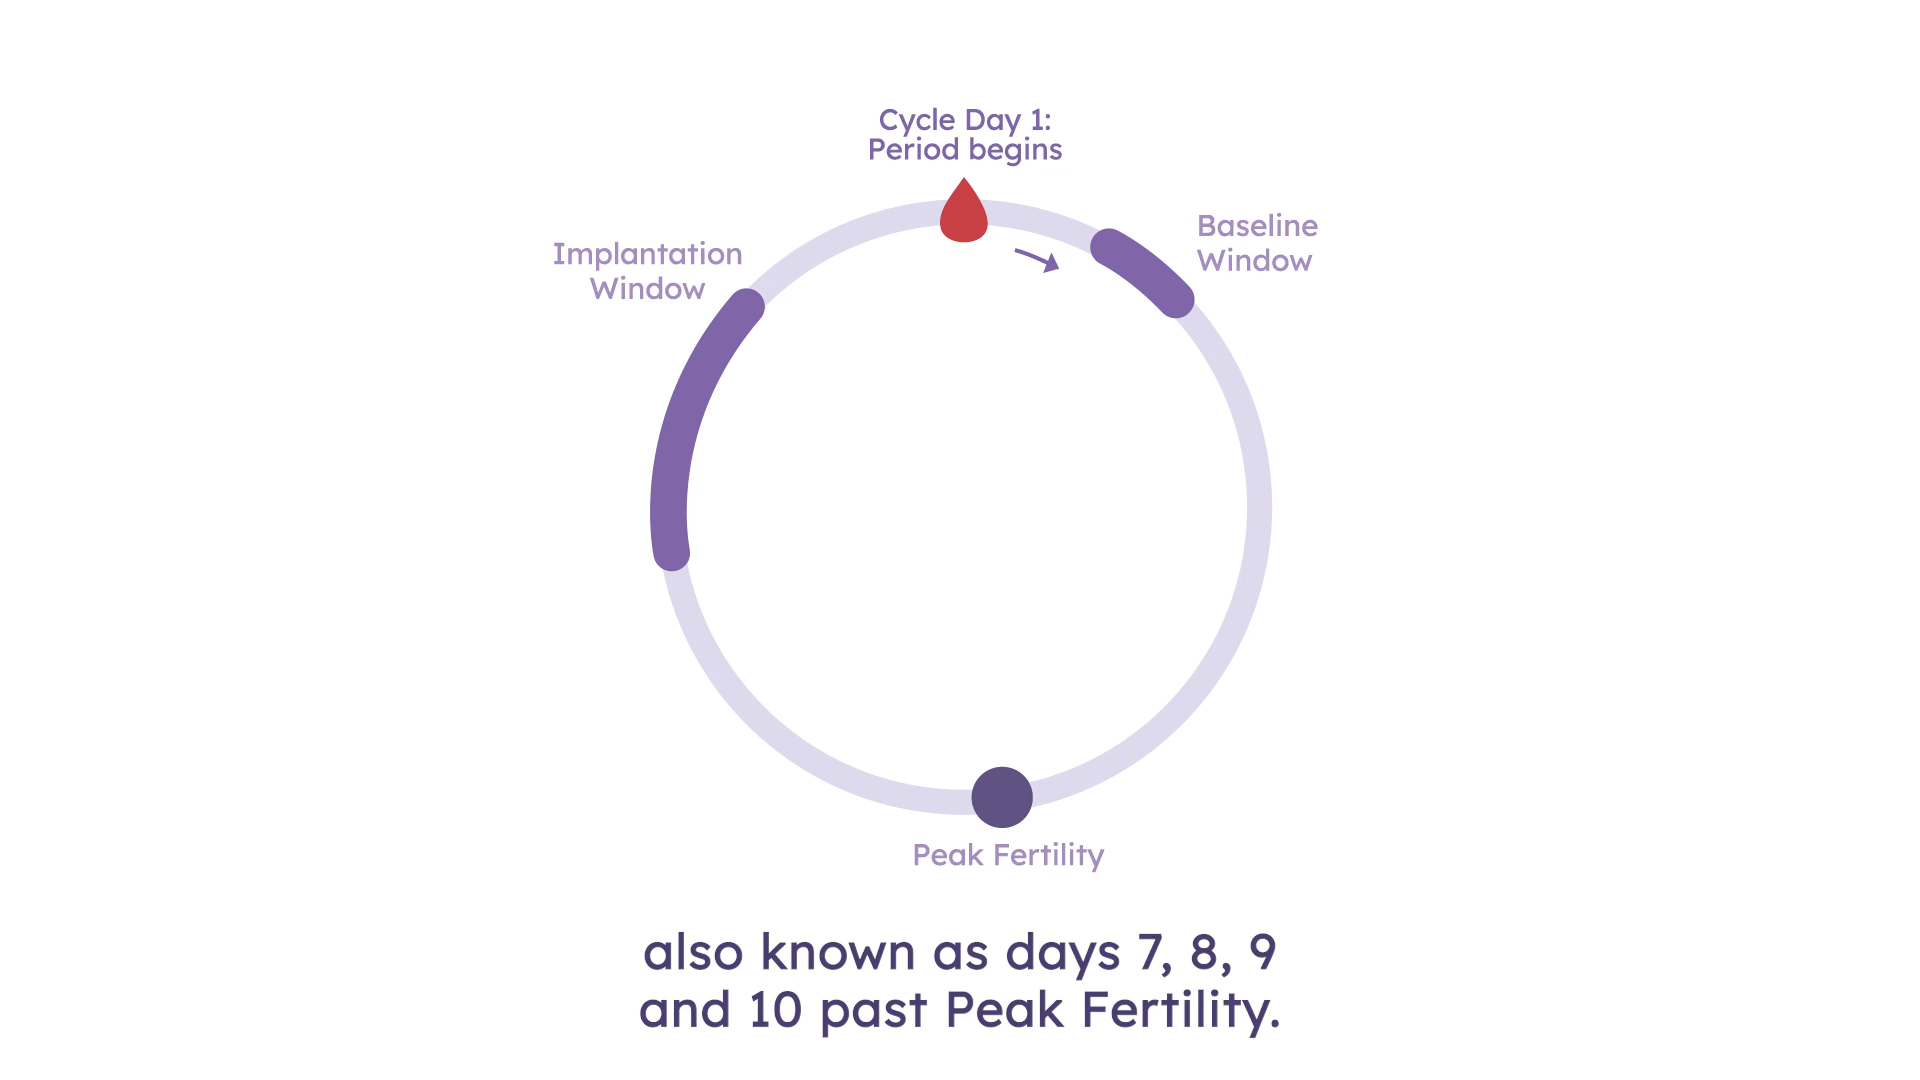 Cycle Day 1:
Period begins
Baseline
Window
Implantation
Window
Peak Fertility
also known as days 7, 8, 9
and 10 past Peak Fertility.